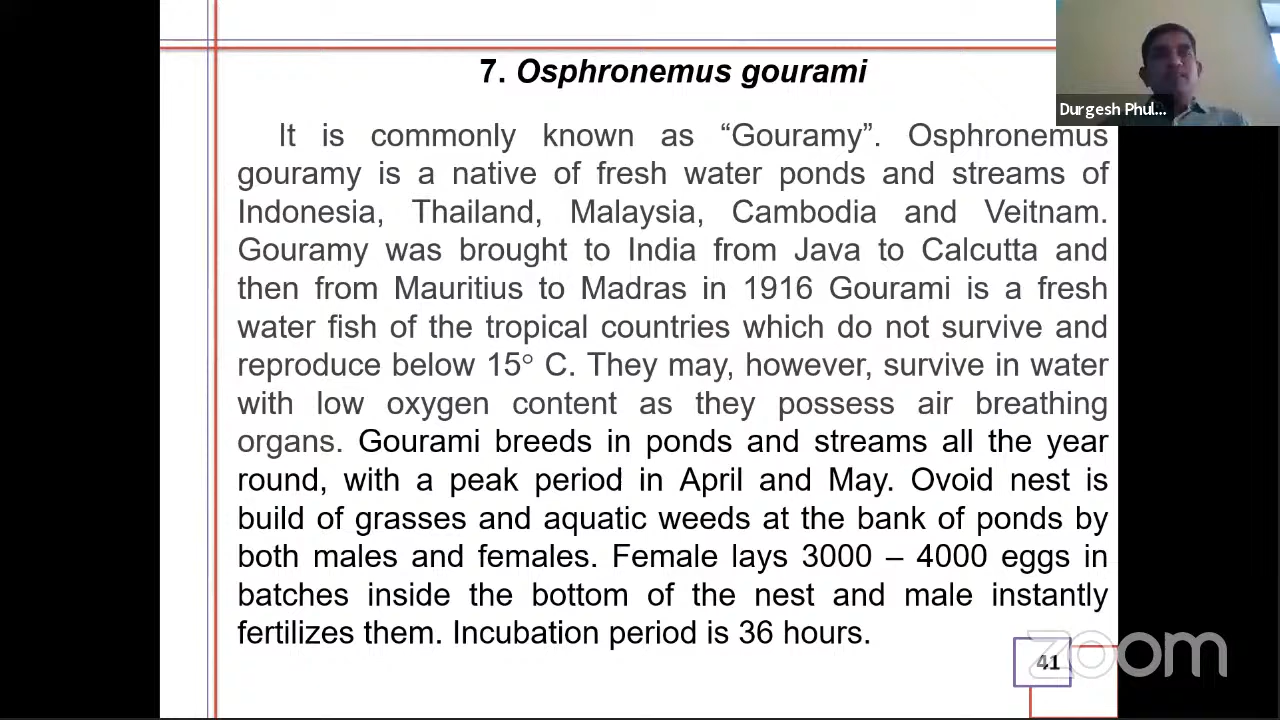 7. Osphronemus gourami
Durgesh Phul...
It is commonly known as “Gouramy”. Osphronemus
gouramy is a native of fresh water ponds and streams of
Indonesia, Thailand, Malaysia, Cambodia and Veitnam.
Gouramy was brought to India from Java to Calcutta and
then from Mauritius to Madras in 1916 Gourami is a fresh
water fish of the tropical countries which do not survive and
reproduce below 15° C. They may, however, survive in water
with low oxygen content as they possess air breathing
organs. Gourami breeds in ponds and streams all the year
round, with a peak period in April and May. Ovoid nest is
build of grasses and aquatic weeds at the bank of ponds by
both males and females. Female lays 3000 – 4000 eggs in
batches inside the bottom of the nest and male instantly
fertilizes them. Incubation period is 36 hours.
41
zoom